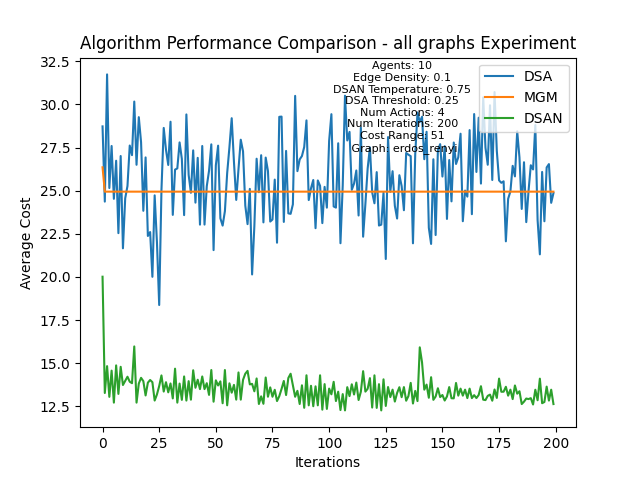 Algorithm Performance Comparison - all graphs Experiment
Agents: 10
Edge Density: 0.1
DSAN Temperature: 0.75
DSA Threshold: 0.25
Num Actions: 4
Num Iterations: 200
Cost Range: 51
Graph: erdos_renyi
DSA
MGM
DSAN
Average Cost
32.5
30.0
27.5
25.0
22.5
20.0
17.5
15.0
12.5
0
25
50
75
100
125
150
175
200
Iterations